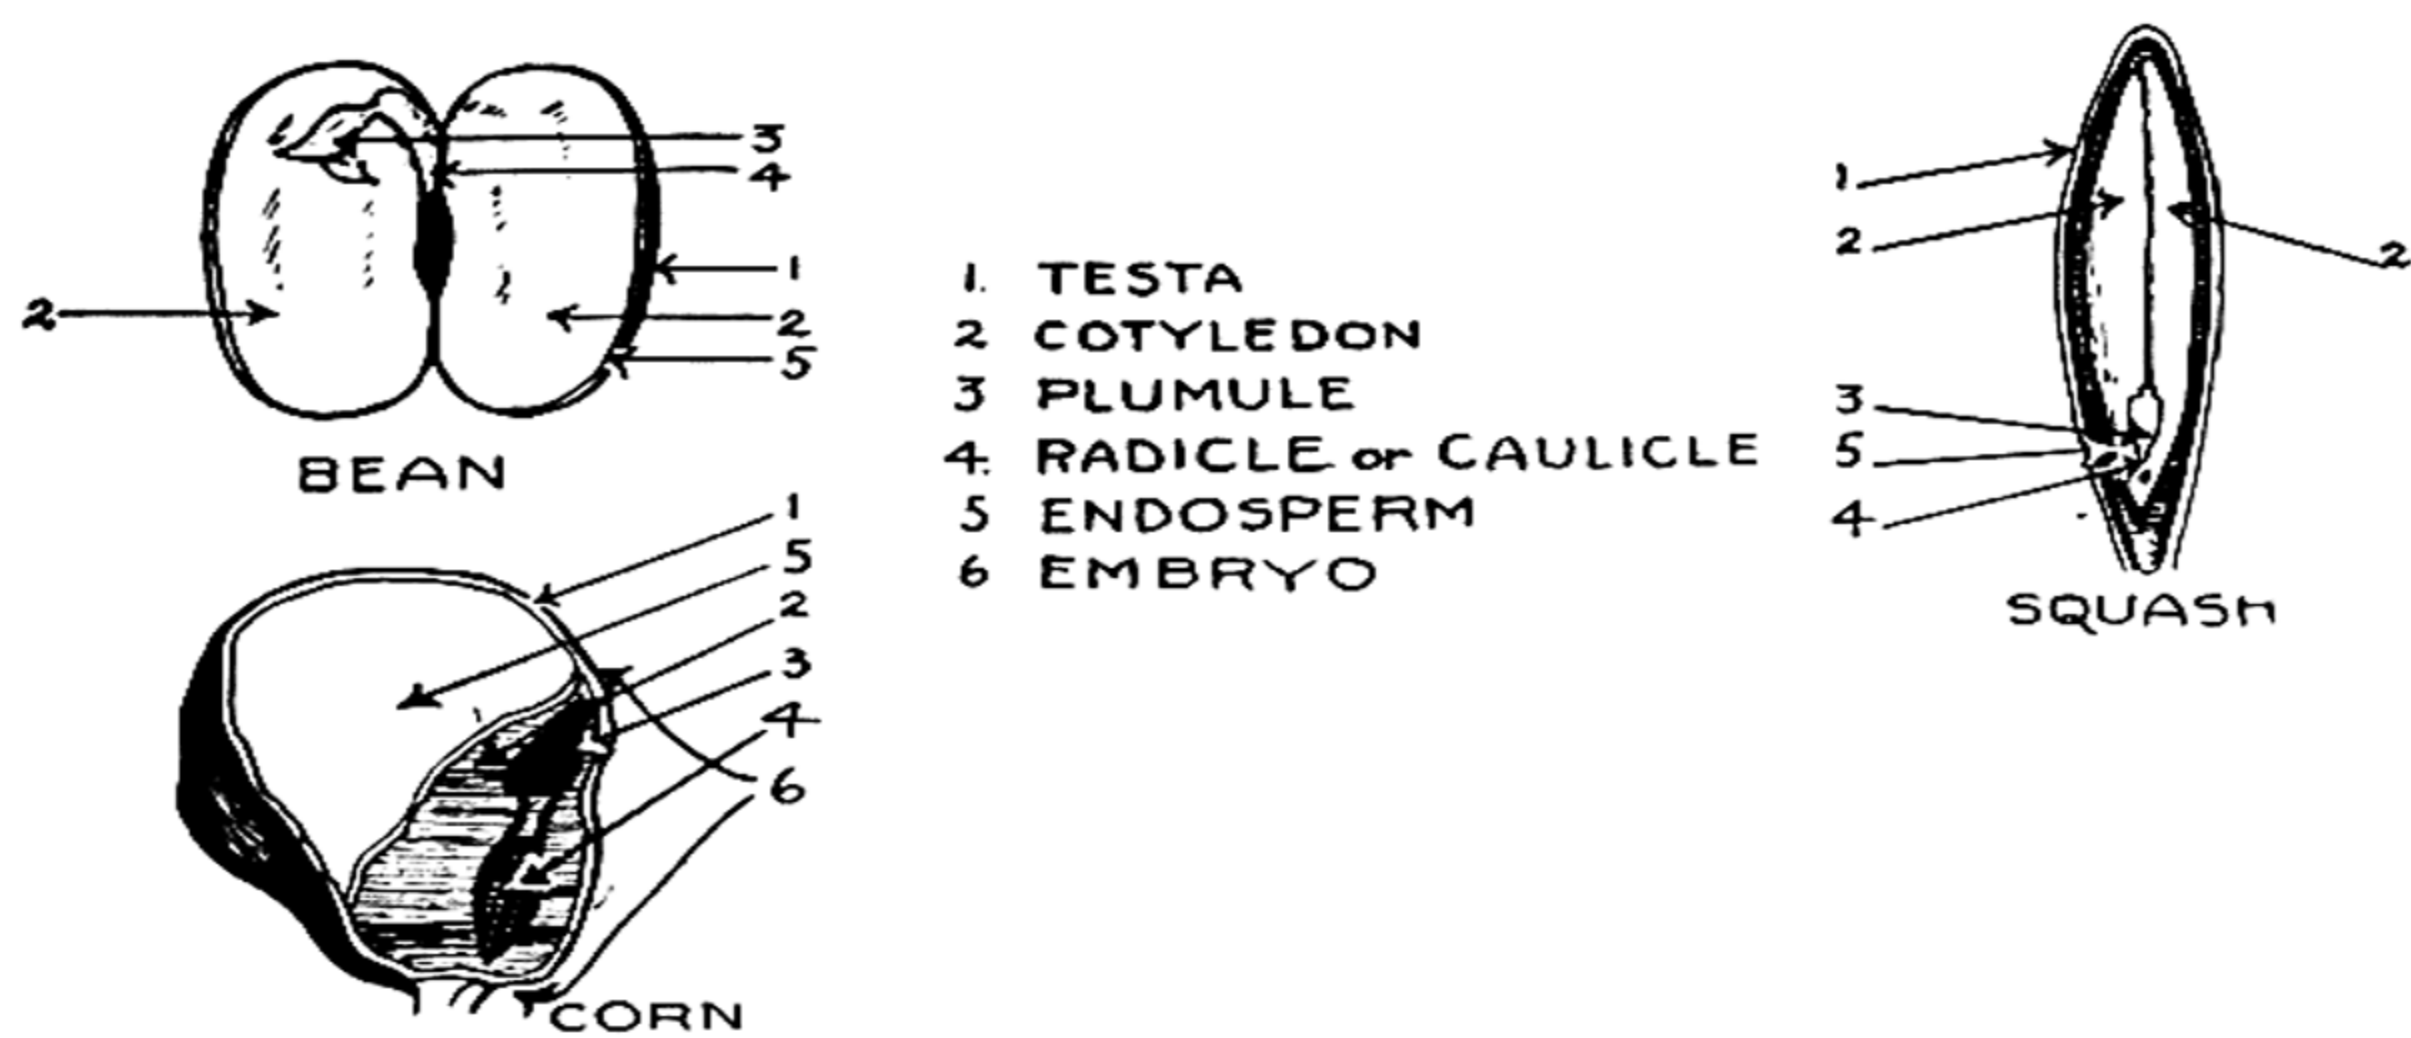 3
4
1
2
2
5
BEAN
1
5
2
3
4
6
CORN
1. TESTA
2 COTYLEDON
3 PLUMULE
4. RADICLE or CAULICLE
5 ENDOSPERM
6 EMBRYO
1
2
2
3
5
4
SQUASH